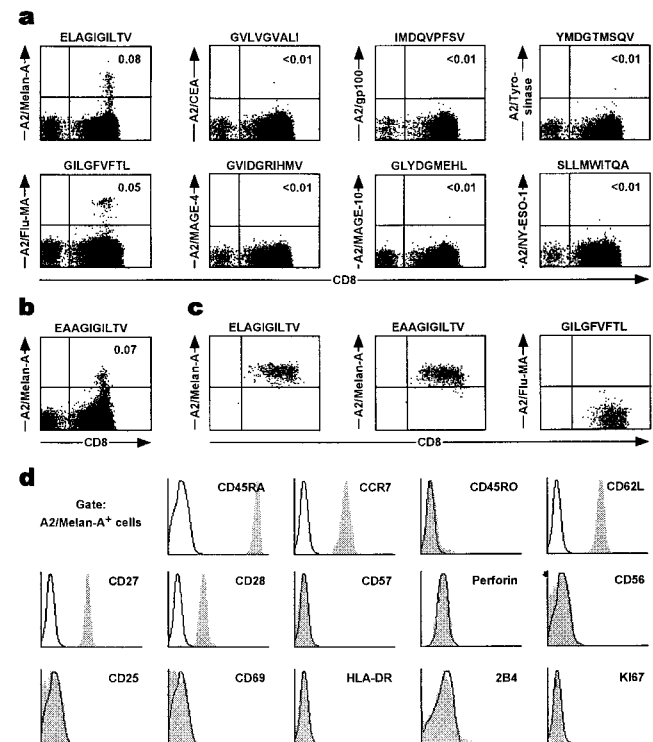 a
ELAGIGILTV
0.08
A2/Melan-A
GVLVGVALI
<0.01
A2/CEA
IMDQVPFSV
<0.01
A2/gp100
YMDGTMSQV
<0.01
A2/Tyro-
sinase
GILGFVFTL
0.05
A2/Flu-MA
GVIDGRIHMV
<0.01
A2/MAGE-4
GLYDGMEHL
<0.01
A2/MAGE-10
SLLMWITQA
<0.01
A2/NY-ESO-1
CD8
b
EAAGIGILTV
0.07
A2/Melan-A
CD8
c
ELAGIGILTV
A2/Melan-A
EAAGIGILTV
A2/Melan-A
GILGFVFTL
A2/Flu-MA
CD8
d
Gate:
A2/Melan-A+ cells
CD45RA
CCR7
CD45RO
CD62L
CD27
CD28
CD57
Perforin
CD56
CD25
CD69
HLA-DR
2B4
KI67